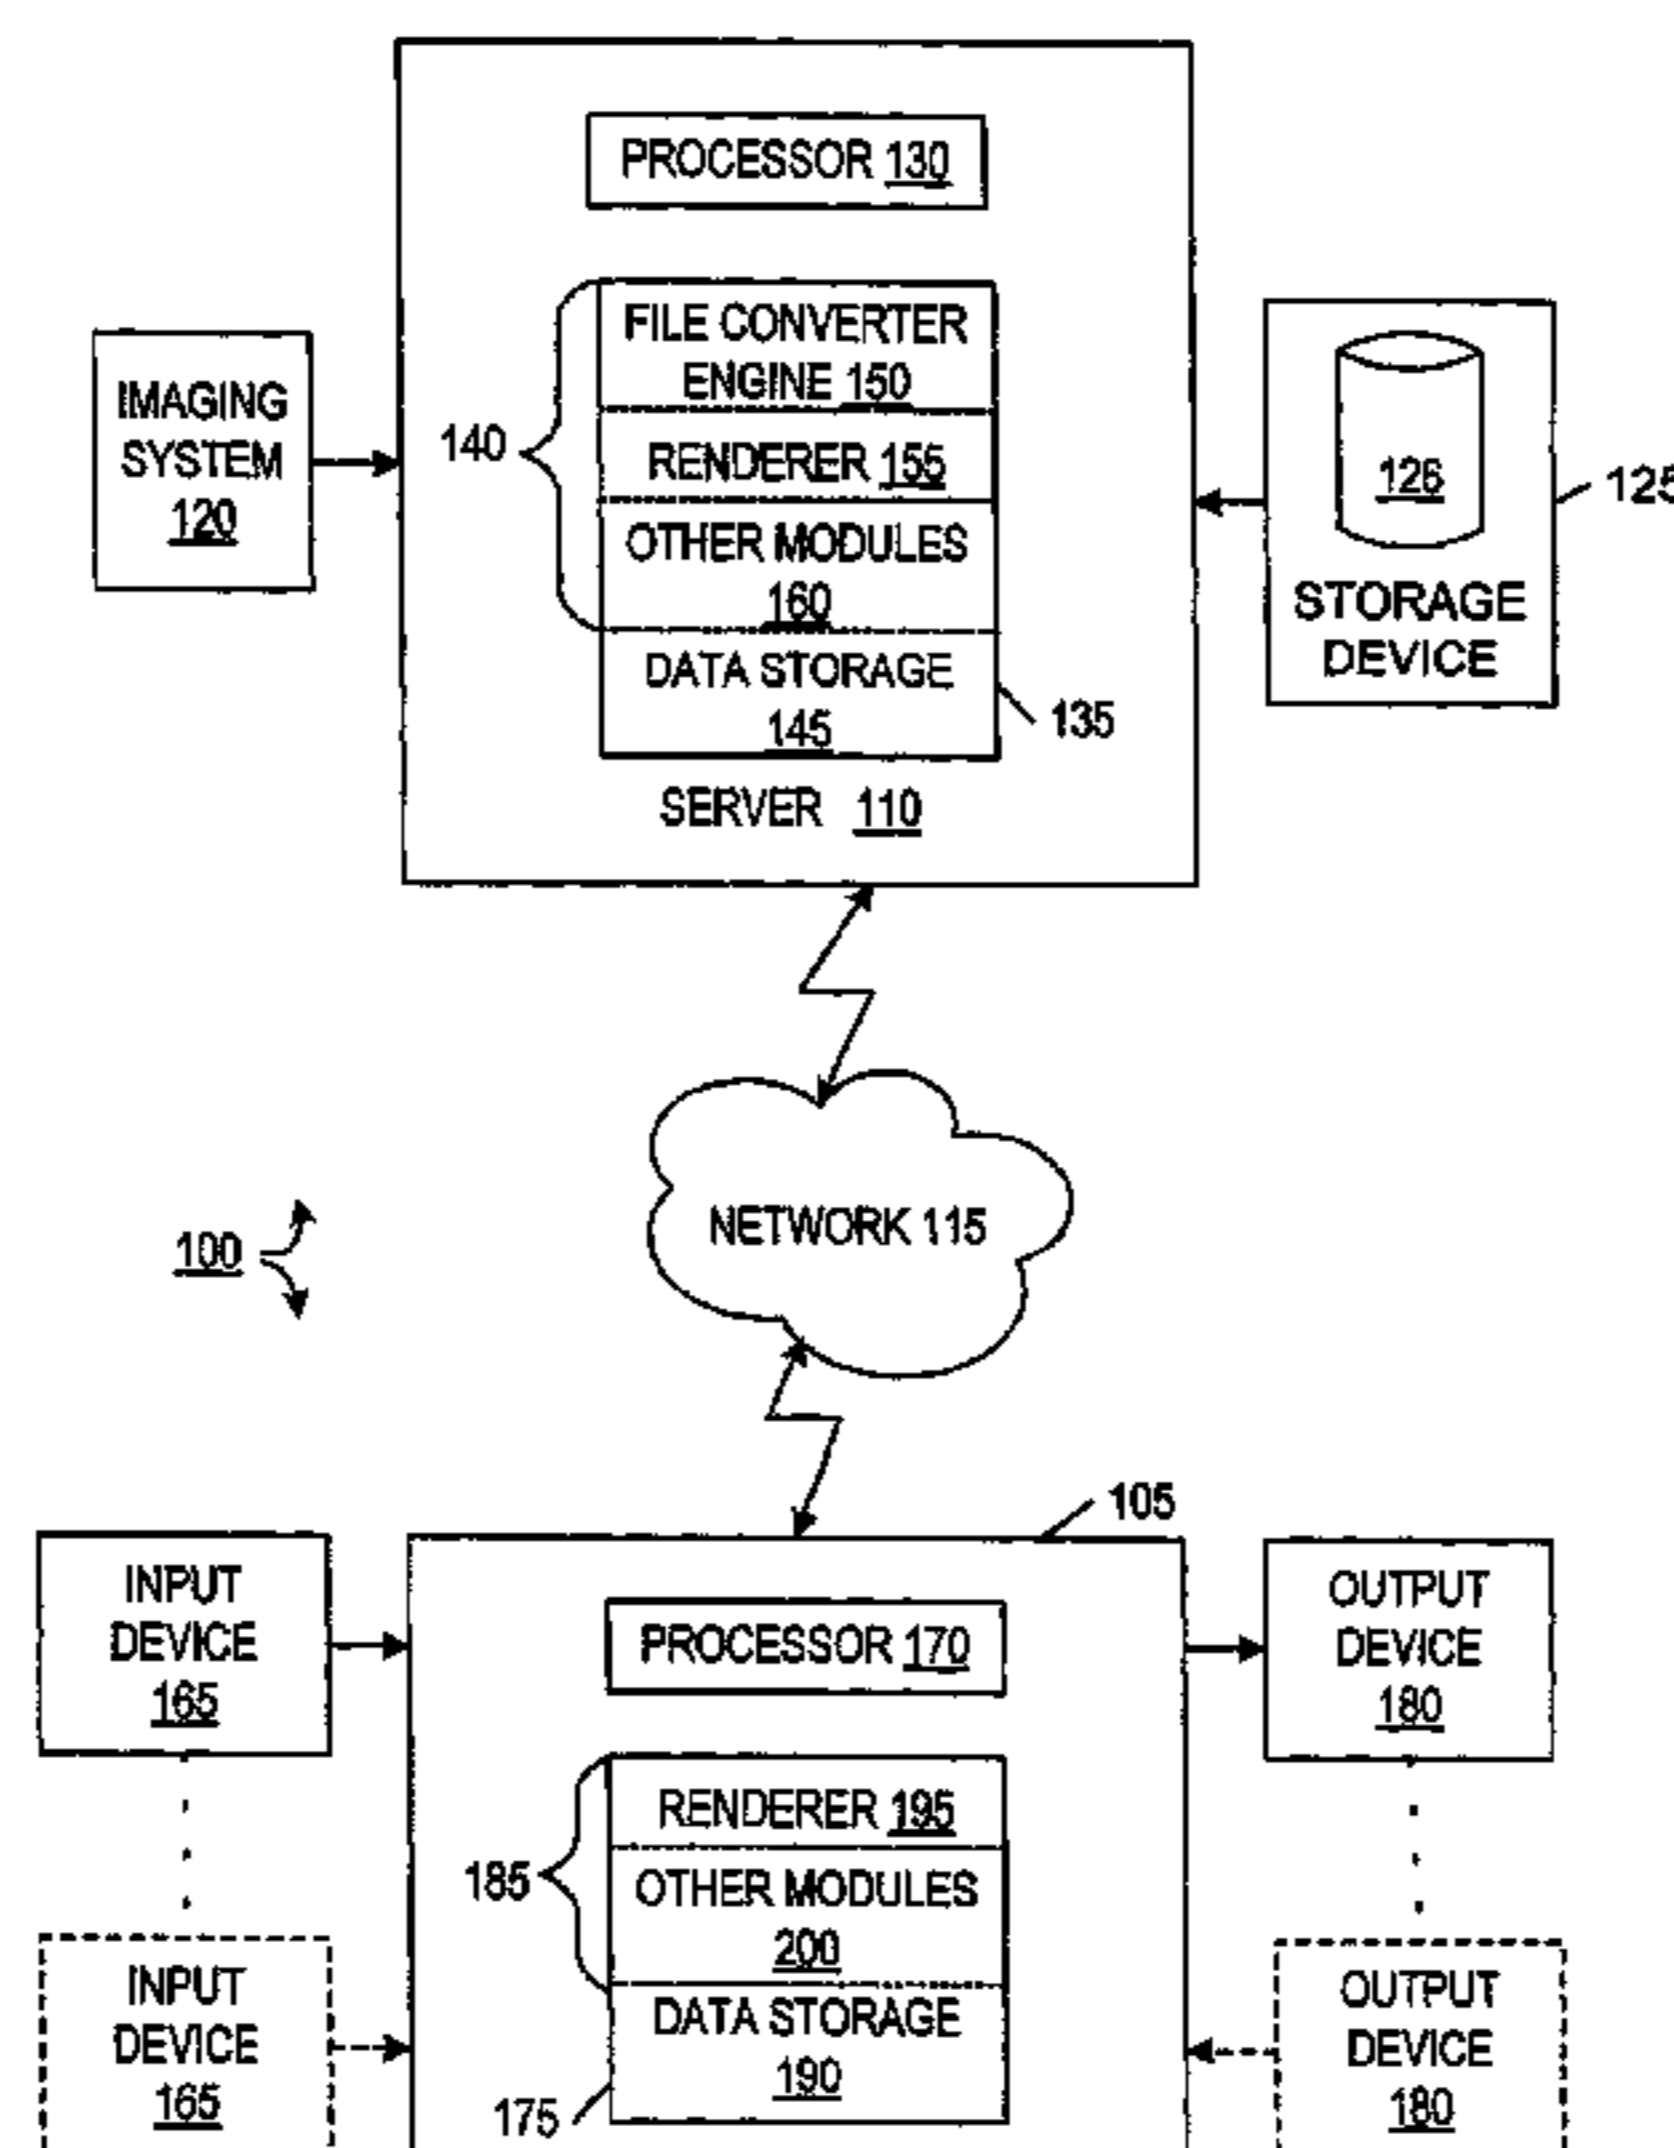 PROCESSOR 130
FILE CONVERTER
ENGINE 150
140
RENDERER 155
OTHER MODULES
160
DATA STORAGE
145
135
SERVER 110
IMAGING
SYSTEM
120
126
125
STORAGE
DEVICE
NETWORK 115
100
105
INPUT
DEVICE
165
PROCESSOR 170
OUTPUT
DEVICE
180
RENDERER 195
185
OTHER MODULES
200
DATA STORAGE
190
175
INPUT
DEVICE
165
OUTPUT
DEVICE
180